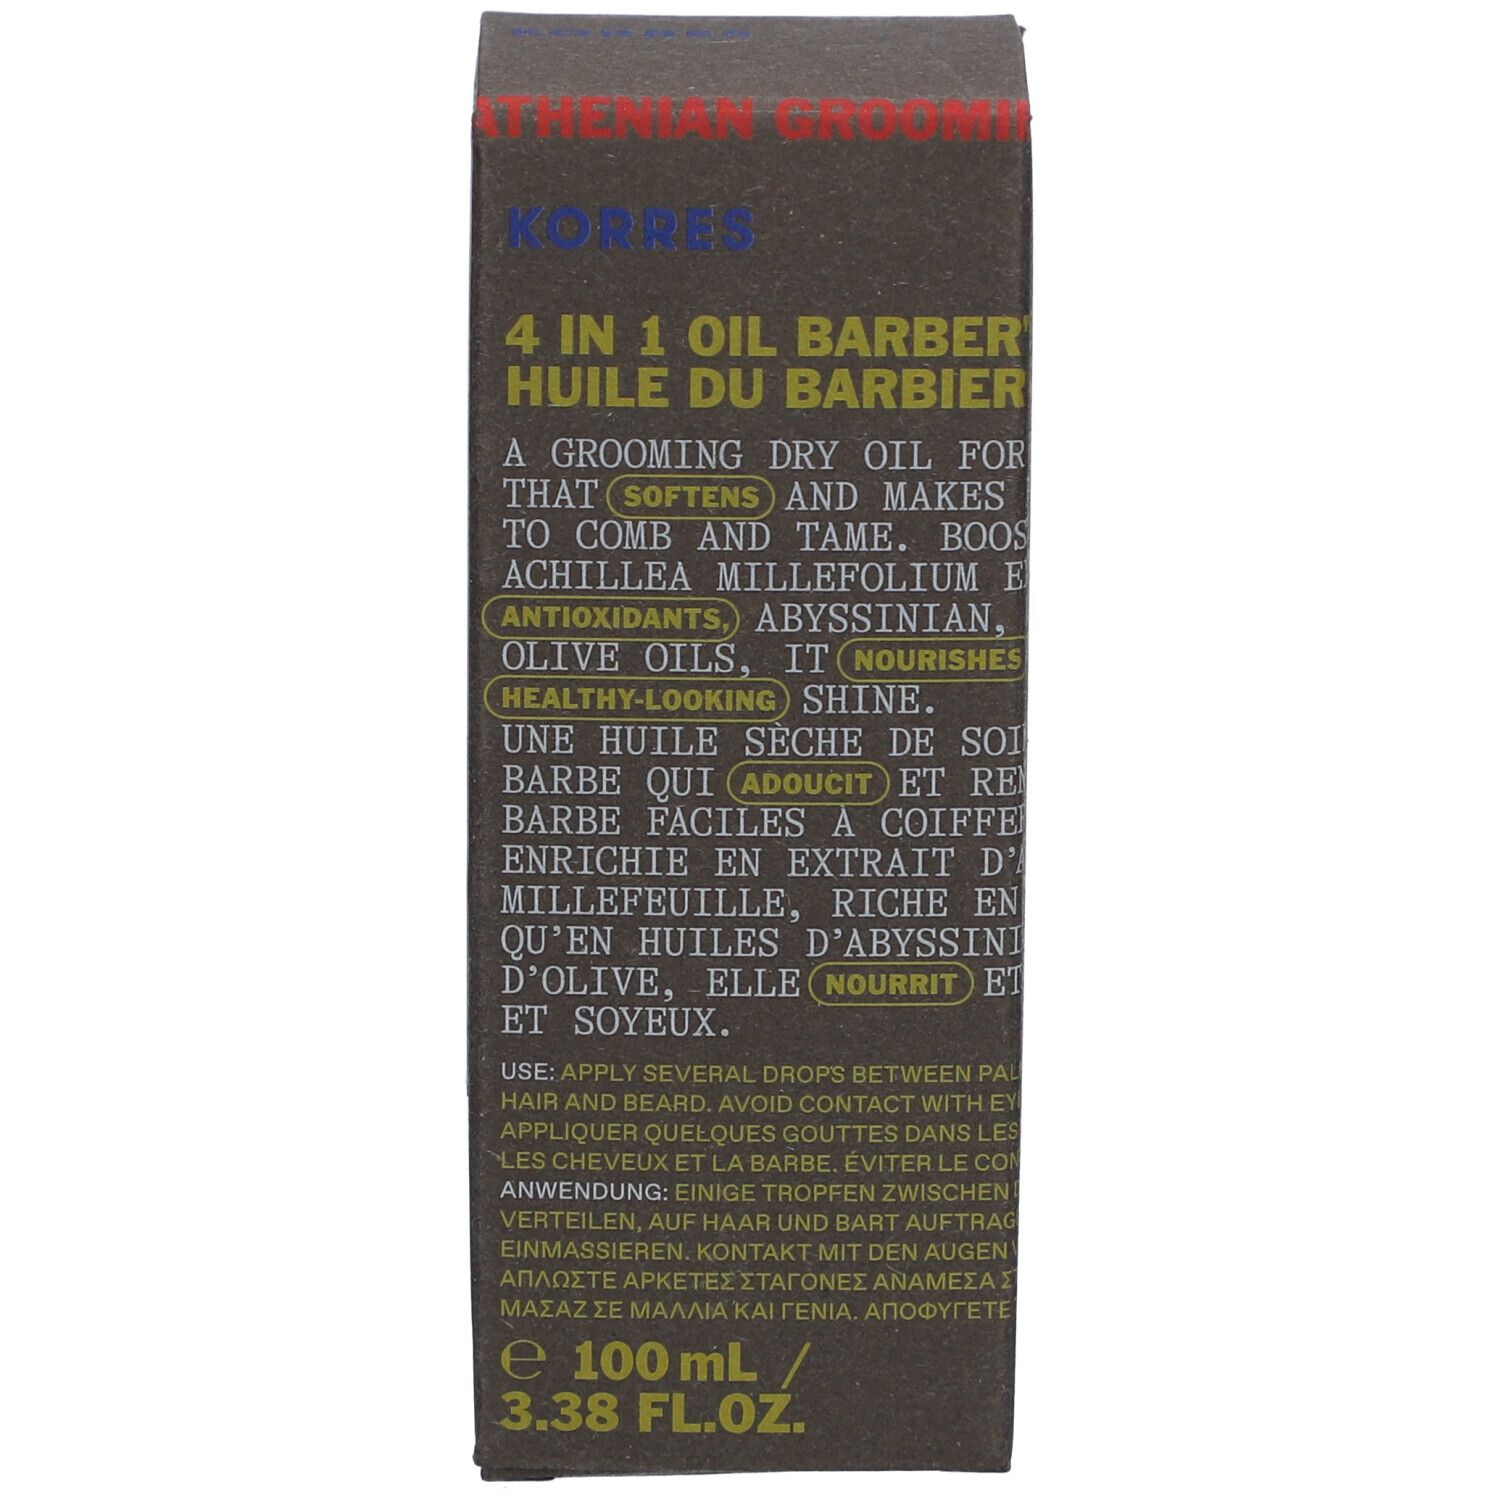 ATHENIAN GROOMI
KORRES
4 IN 1 OIL BARBER'
HUILE DU BARBIER
A GROOMING DRY OIL FOR
THAT SOFTENS AND MAKES
TO COMB AND TAME. BOOS
ACHILLEA MILLEFOLIUM E
ANTIOXIDANTS, ABYSSINIAN,
OLIVE OILS, IT NOURISHES
HEALTHY-LOOKING SHINE.
UNE HUILE SÈCHE DE SOI
BARBE QUI ADOUCIT ET REN
BARBE FACILES À COIFFER
ENRICHIE EN EXTRAIT D'A
MILLEFEUILLE, RICHE EN
QU'EN HUILES D'ABYSSINI
D'OLIVE, ELLE NOURRIT ET
ET SOYEUX.
USE: APPLY SEVERAL DROPS BETWEEN PAL
HAIR AND BEARD. AVOID CONTACT WITH EY
APPLIQUER QUELQUES GOUTTES DANS LES
LES CHEVEUX ET LA BARBE. ÉVITER LE CON
ANWENDUNG: EINIGE TROPFEN ZWISCHEN D
VERTEILEN, AUF HAAR UND BART AUFTRAG
EINMASSIEREN. KONTAKT MIT DEN AUGEN V
ΑΠΛΩΣΤΕ ΑΡΚΕΤΕΣ ΣΤΑΓΟΝΕΣ ΑΝΑΜΕΣΑ Σ
ΜΑΣΑΖ ΣΕ ΜΑΛΛΙΑ ΚΑΙ ΓΕΝΙΑ. ΑΠΟΦΥΓΕΤΕ
e 100 mL /
3.38 FL.OZ.